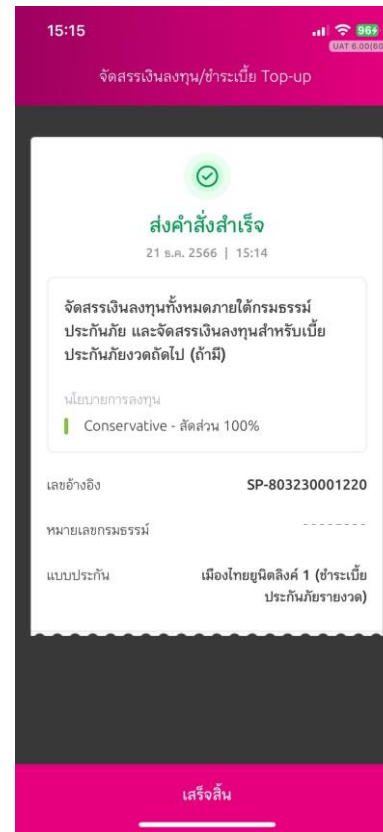 15:15
96
UAT 6.00(60
จัดสรรเงินลงทุน/ชำระเบี้ย Top-up
ส่งคำสั่งสำเร็จ
21 ธ.ค. 2566 | 15:14
จัดสรรเงินลงทุนทั้งหมดภายใต้กรมธรรม์
ประกันภัย และจัดสรรเงินลงทุนสำหรับเบี้ย
ประกันภัยงวดถัดไป (ถ้ามี)
นโยบายการลงทุน
Conservative - สัดส่วน 100%
เลขอ้างอิง SP-803230001220
หมายเลขกรมธรรม์ --------
แบบประกัน เมืองไทยยูนิตลิงค์ 1 (ชำระเบี้ย
ประกันภัยรายงวด)
เสร็จสิ้น